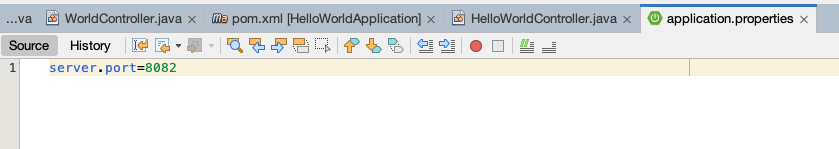 ...va WorldController.java pom.xml [HelloWorldApplication] HelloWorldController.java application.properties
Source History
1 server.port=8082